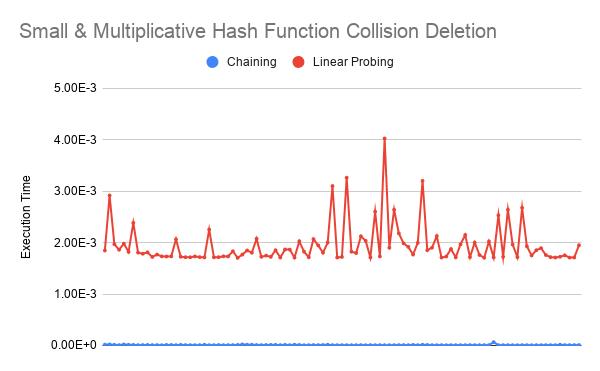 Small & Multiplicative Hash Function Collision Deletion
Chaining
Linear Probing
5.00E-3
4.00E-3
3.00E-3
2.00E-3
1.00E-3
0.00E+0
Execution Time